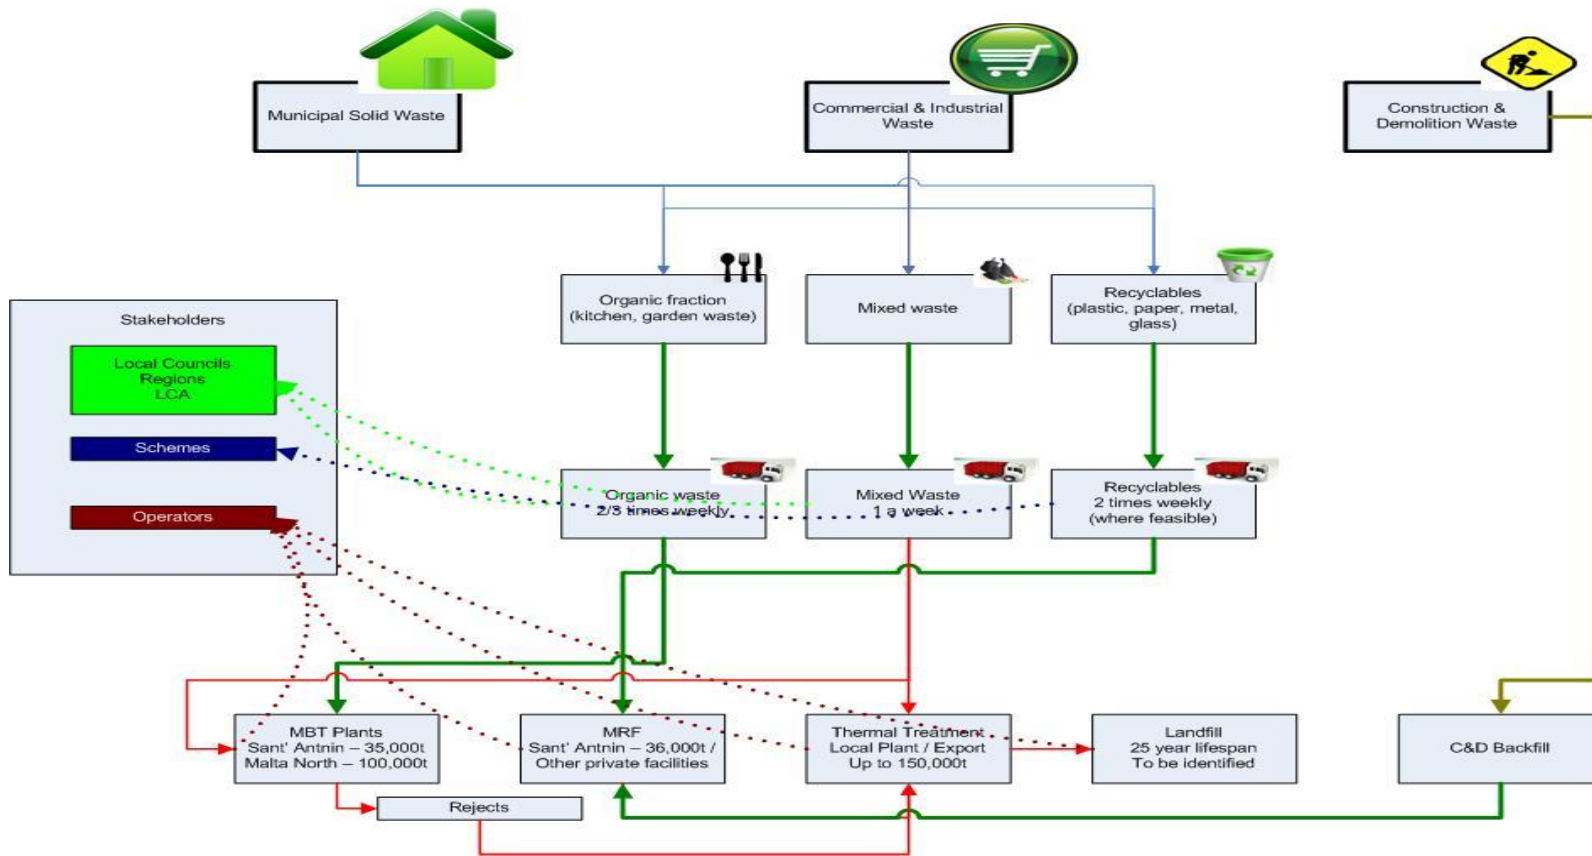 Municipal Solid Waste
Commercial & Industrial
Waste
Construction &
Demolition Waste
Organic fraction
(kitchen, garden waste)
Mixed waste
Recyclables
(plastic, paper, metal,
glass)
Stakeholders
Local Councils
Regions
LCA
Schemes
Operators
Organic waste
2/3 times weekly
Mixed Waste
1 a week
Recyclables
2 times weekly
(where feasible)
MBT Plants
Sant' Antnin – 35,000t
Malta North – 100,000t
MRF
Sant' Antnin – 36,000t /
Other private facilities
Thermal Treatment
Local Plant / Export
Up to 150,000t
Landfill
25 year lifespan
To be identified
C&D Backfill
Rejects